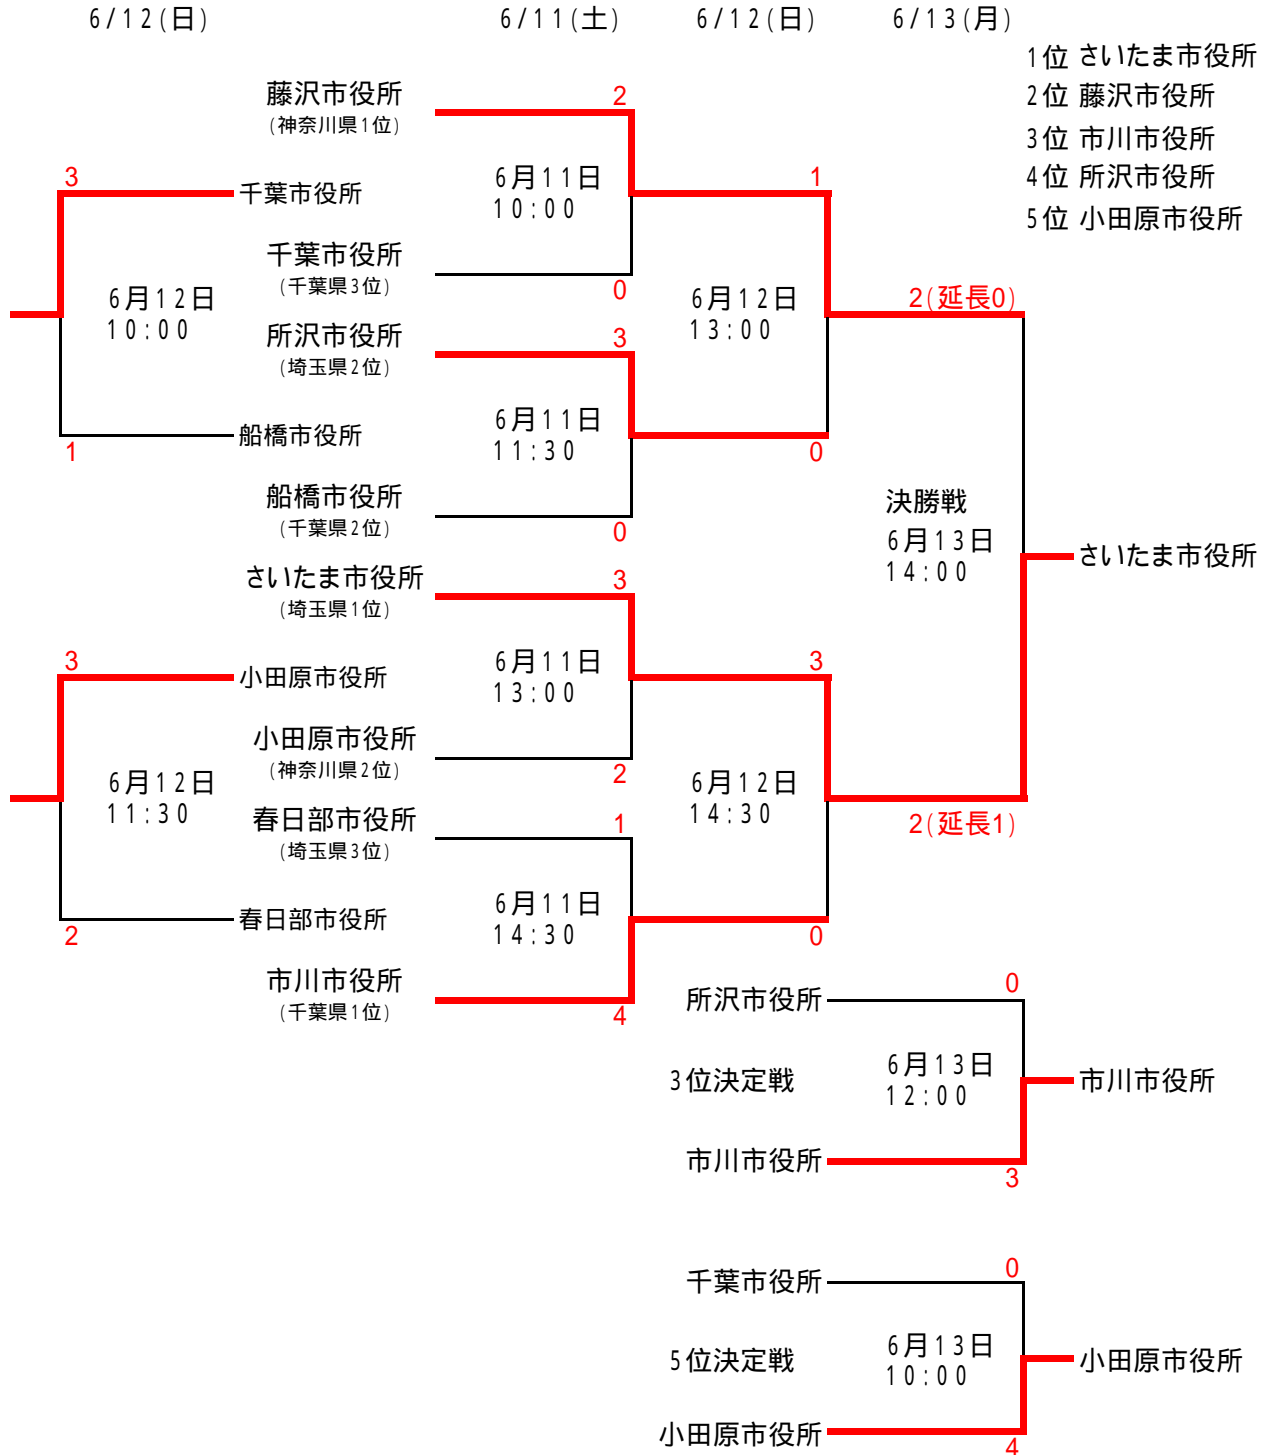 6/12(日)
6/11(土)
6/12(日)
6/13(月)
1位 さいたま市役所
2位 藤沢市役所
3位 市川市役所
4位 所沢市役所
5位 小田原市役所
藤沢市役所
(神奈川県1位)
2
6月11日
10:00
千葉市役所
(千葉県3位)
0
3
千葉市役所
6月12日
10:00
船橋市役所
1
所沢市役所
(埼玉県2位)
3
6月11日
11:30
船橋市役所
(千葉県2位)
0
1
6月12日
13:00
0
2(延長0)
決勝戦
6月13日
14:00
さいたま市役所
さいたま市役所
(埼玉県1位)
3
6月11日
13:00
小田原市役所
(神奈川県2位)
2
3
小田原市役所
6月12日
11:30
春日部市役所
2
春日部市役所
(埼玉県3位)
1
6月11日
14:30
市川市役所
(千葉県1位)
4
3
6月12日
14:30
0
2(延長1)
所沢市役所
0
3位決定戦
6月13日
12:00
市川市役所
市川市役所
3
千葉市役所
0
5位決定戦
6月13日
10:00
小田原市役所
小田原市役所
4